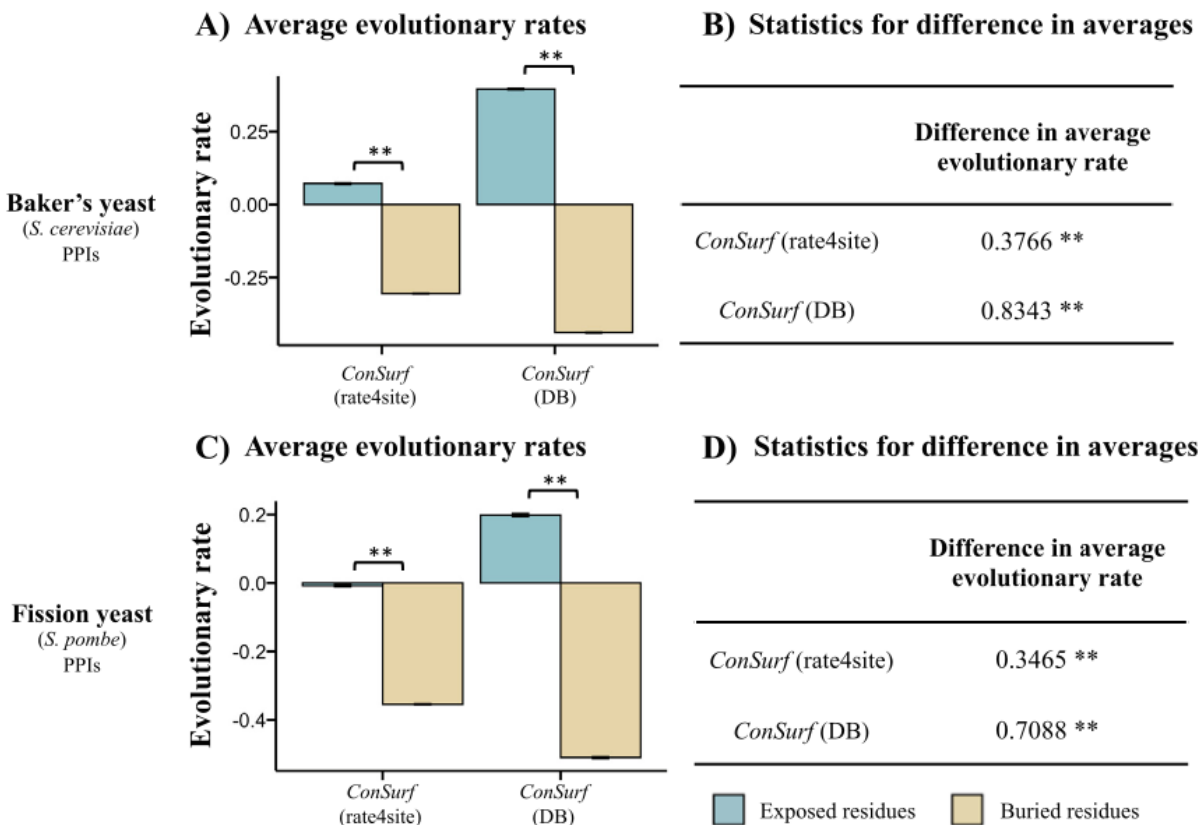 A) Average evolutionary rates
B) Statistics for difference in averages
Baker's yeast
(S. cerevisiae)
PPIs
Evolutionary rate
0.25
0.00
-0.25
**
**
ConSurf
(rate4site)
ConSurf
(DB)
Difference in average
evolutionary rate
ConSurf (rate4site) 0.3766 **
ConSurf (DB) 0.8343 **
C) Average evolutionary rates
D) Statistics for difference in averages
Fission yeast
(S. pombe)
PPIs
Evolutionary rate
0.2
0.0
-0.2
-0.4
**
**
ConSurf
(rate4site)
ConSurf
(DB)
Difference in average
evolutionary rate
ConSurf (rate4site) 0.3465 **
ConSurf (DB) 0.7088 **
Exposed residues
Buried residues